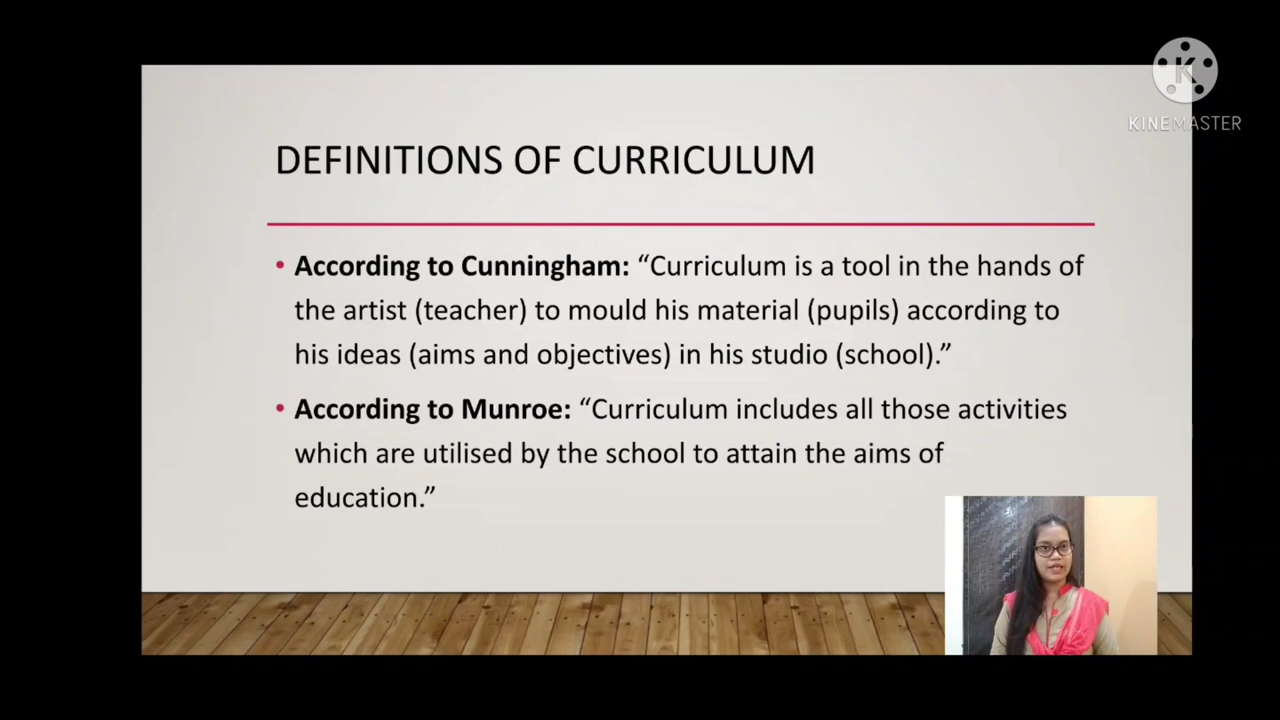 KINEMASTER
DEFINITIONS OF CURRICULUM
• According to Cunningham: “Curriculum is a tool in the hands of
the artist (teacher) to mould his material (pupils) according to
his ideas (aims and objectives) in his studio (school).”
• According to Munroe: “Curriculum includes all those activities
which are utilised by the school to attain the aims of
education.”